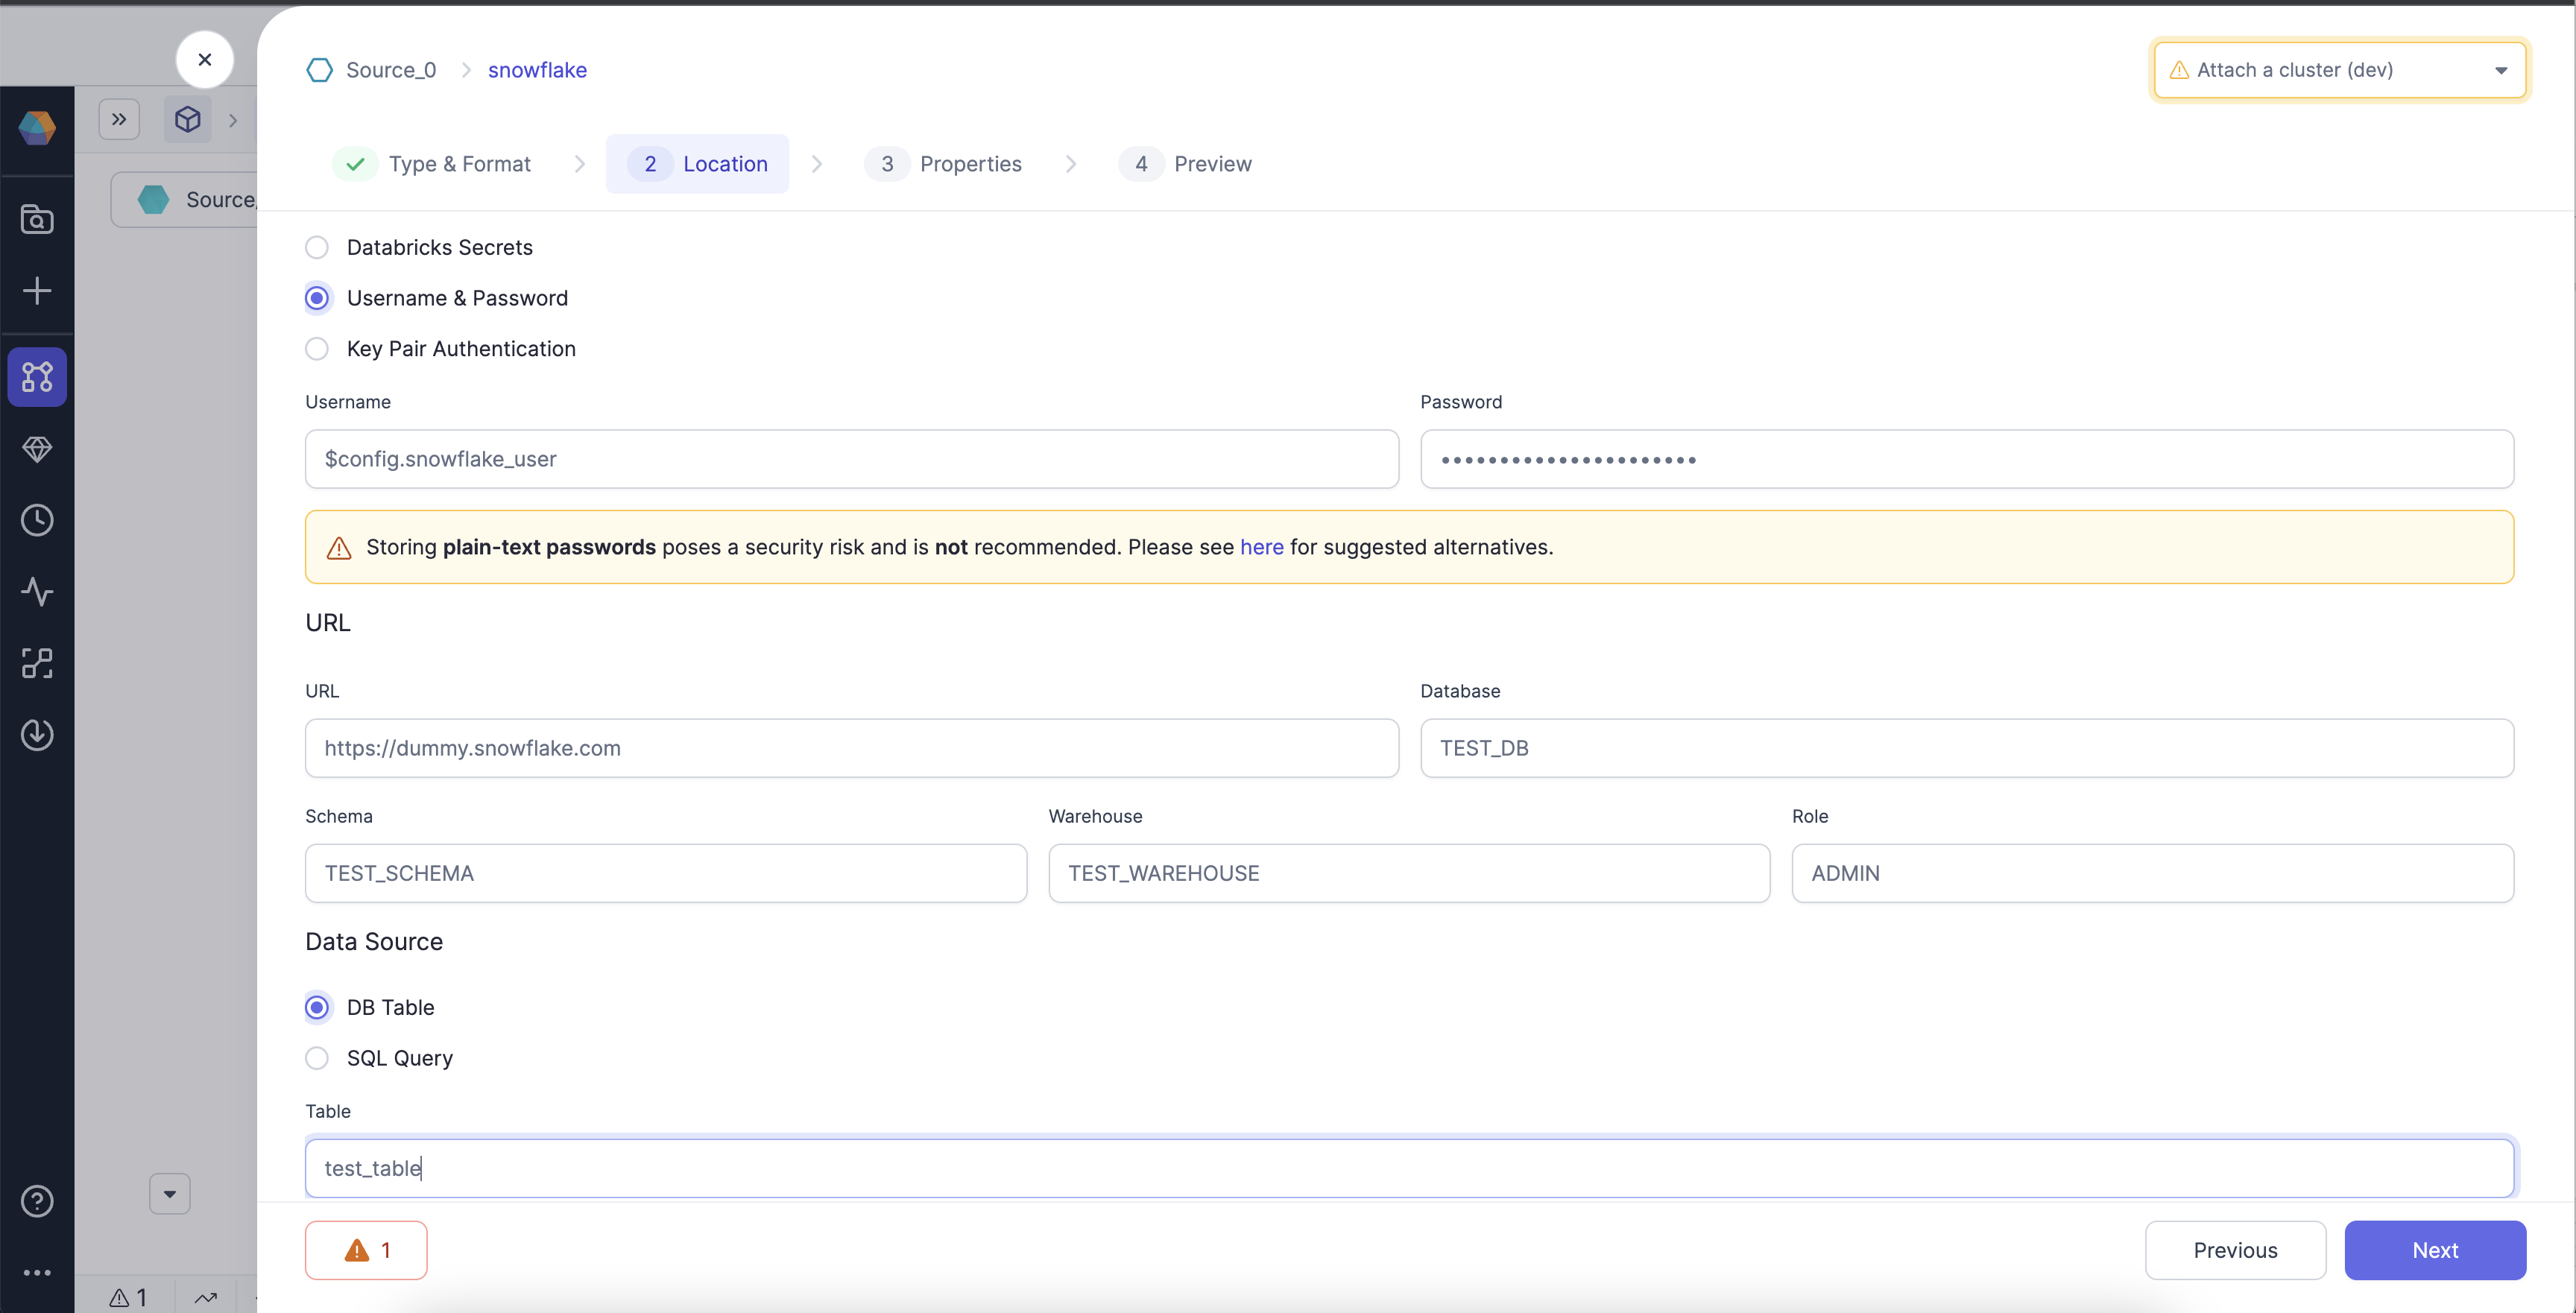 Source_0 snowflake
Attach a cluster (dev)
Type & Format 2 Location 3 Properties 4 Preview
Source
Databricks Secrets
Username & Password
Key Pair Authentication
Username Password
$config.snowflake_user ••••••••••••••••••••••
Storing plain-text passwords poses a security risk and is not recommended. Please see here for suggested alternatives.
URL
URL Database
https://dummy.snowflake.com TEST_DB
Schema Warehouse Role
TEST_SCHEMA TEST_WAREHOUSE ADMIN
Data Source
DB Table
SQL Query
Table
test_table
1 Previous Next
1